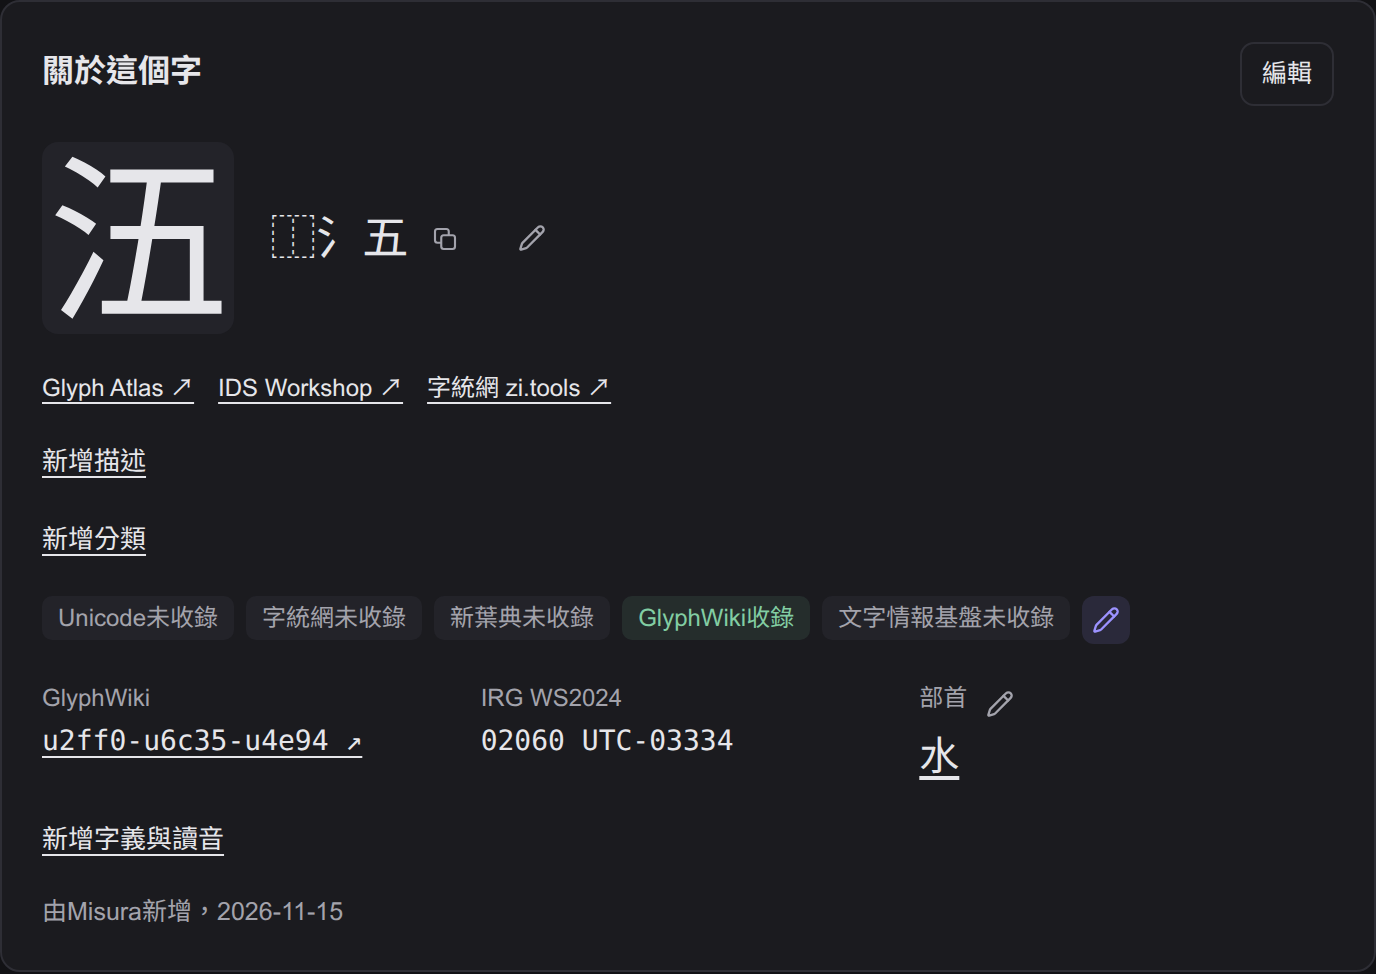 關於這個字
編輯
⿰氵五
⿰氵五
Glyph Atlas ↗ IDS Workshop ↗ 字統網 zi.tools ↗
新增描述
新增分類
Unicode未收錄 字統網未收錄 新葉典未收錄 GlyphWiki收錄 文字情報基盤未收錄
GlyphWiki IRG WS2024 部首
u2ff0-u6c35-u4e94 ↗ 02060 UTC-03334 水
新增字義與讀音
由Misura新增，2026-11-15